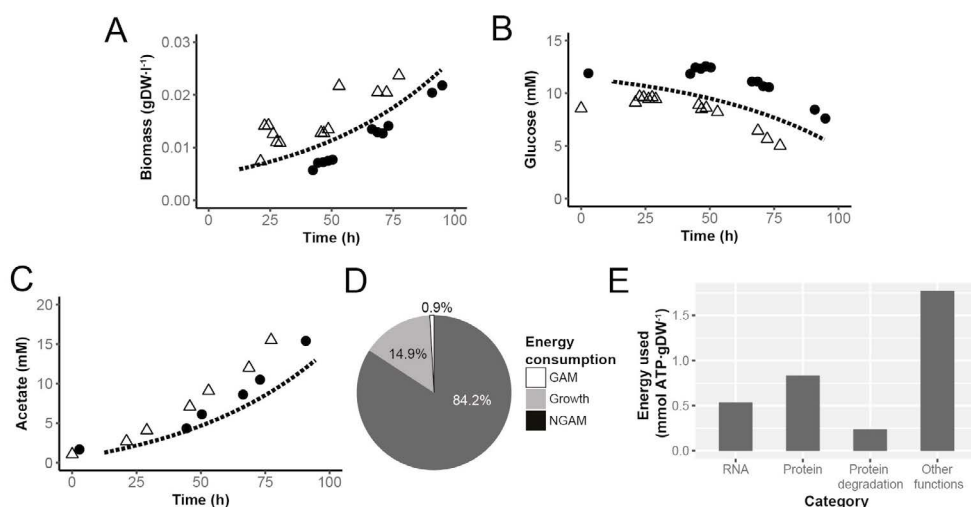 A
Biomass (gDW·l⁻¹)
0.03
0.02
0.01
0.00
0
25
50
75
100
Time (h)
B
Glucose (mM)
15
10
5
0
0
25
50
75
100
Time (h)
C
Acetate (mM)
20
15
10
5
0
0
25
50
75
100
Time (h)
D
0.9%
14.9%
84.2%
Energy
consumption
GAM
Growth
NGAM
E
Energy used
(mmol ATP·gDW⁻¹)
1.5
1.0
0.5
0.0
RNA
Protein
Protein
degradation
Other
functions
Category